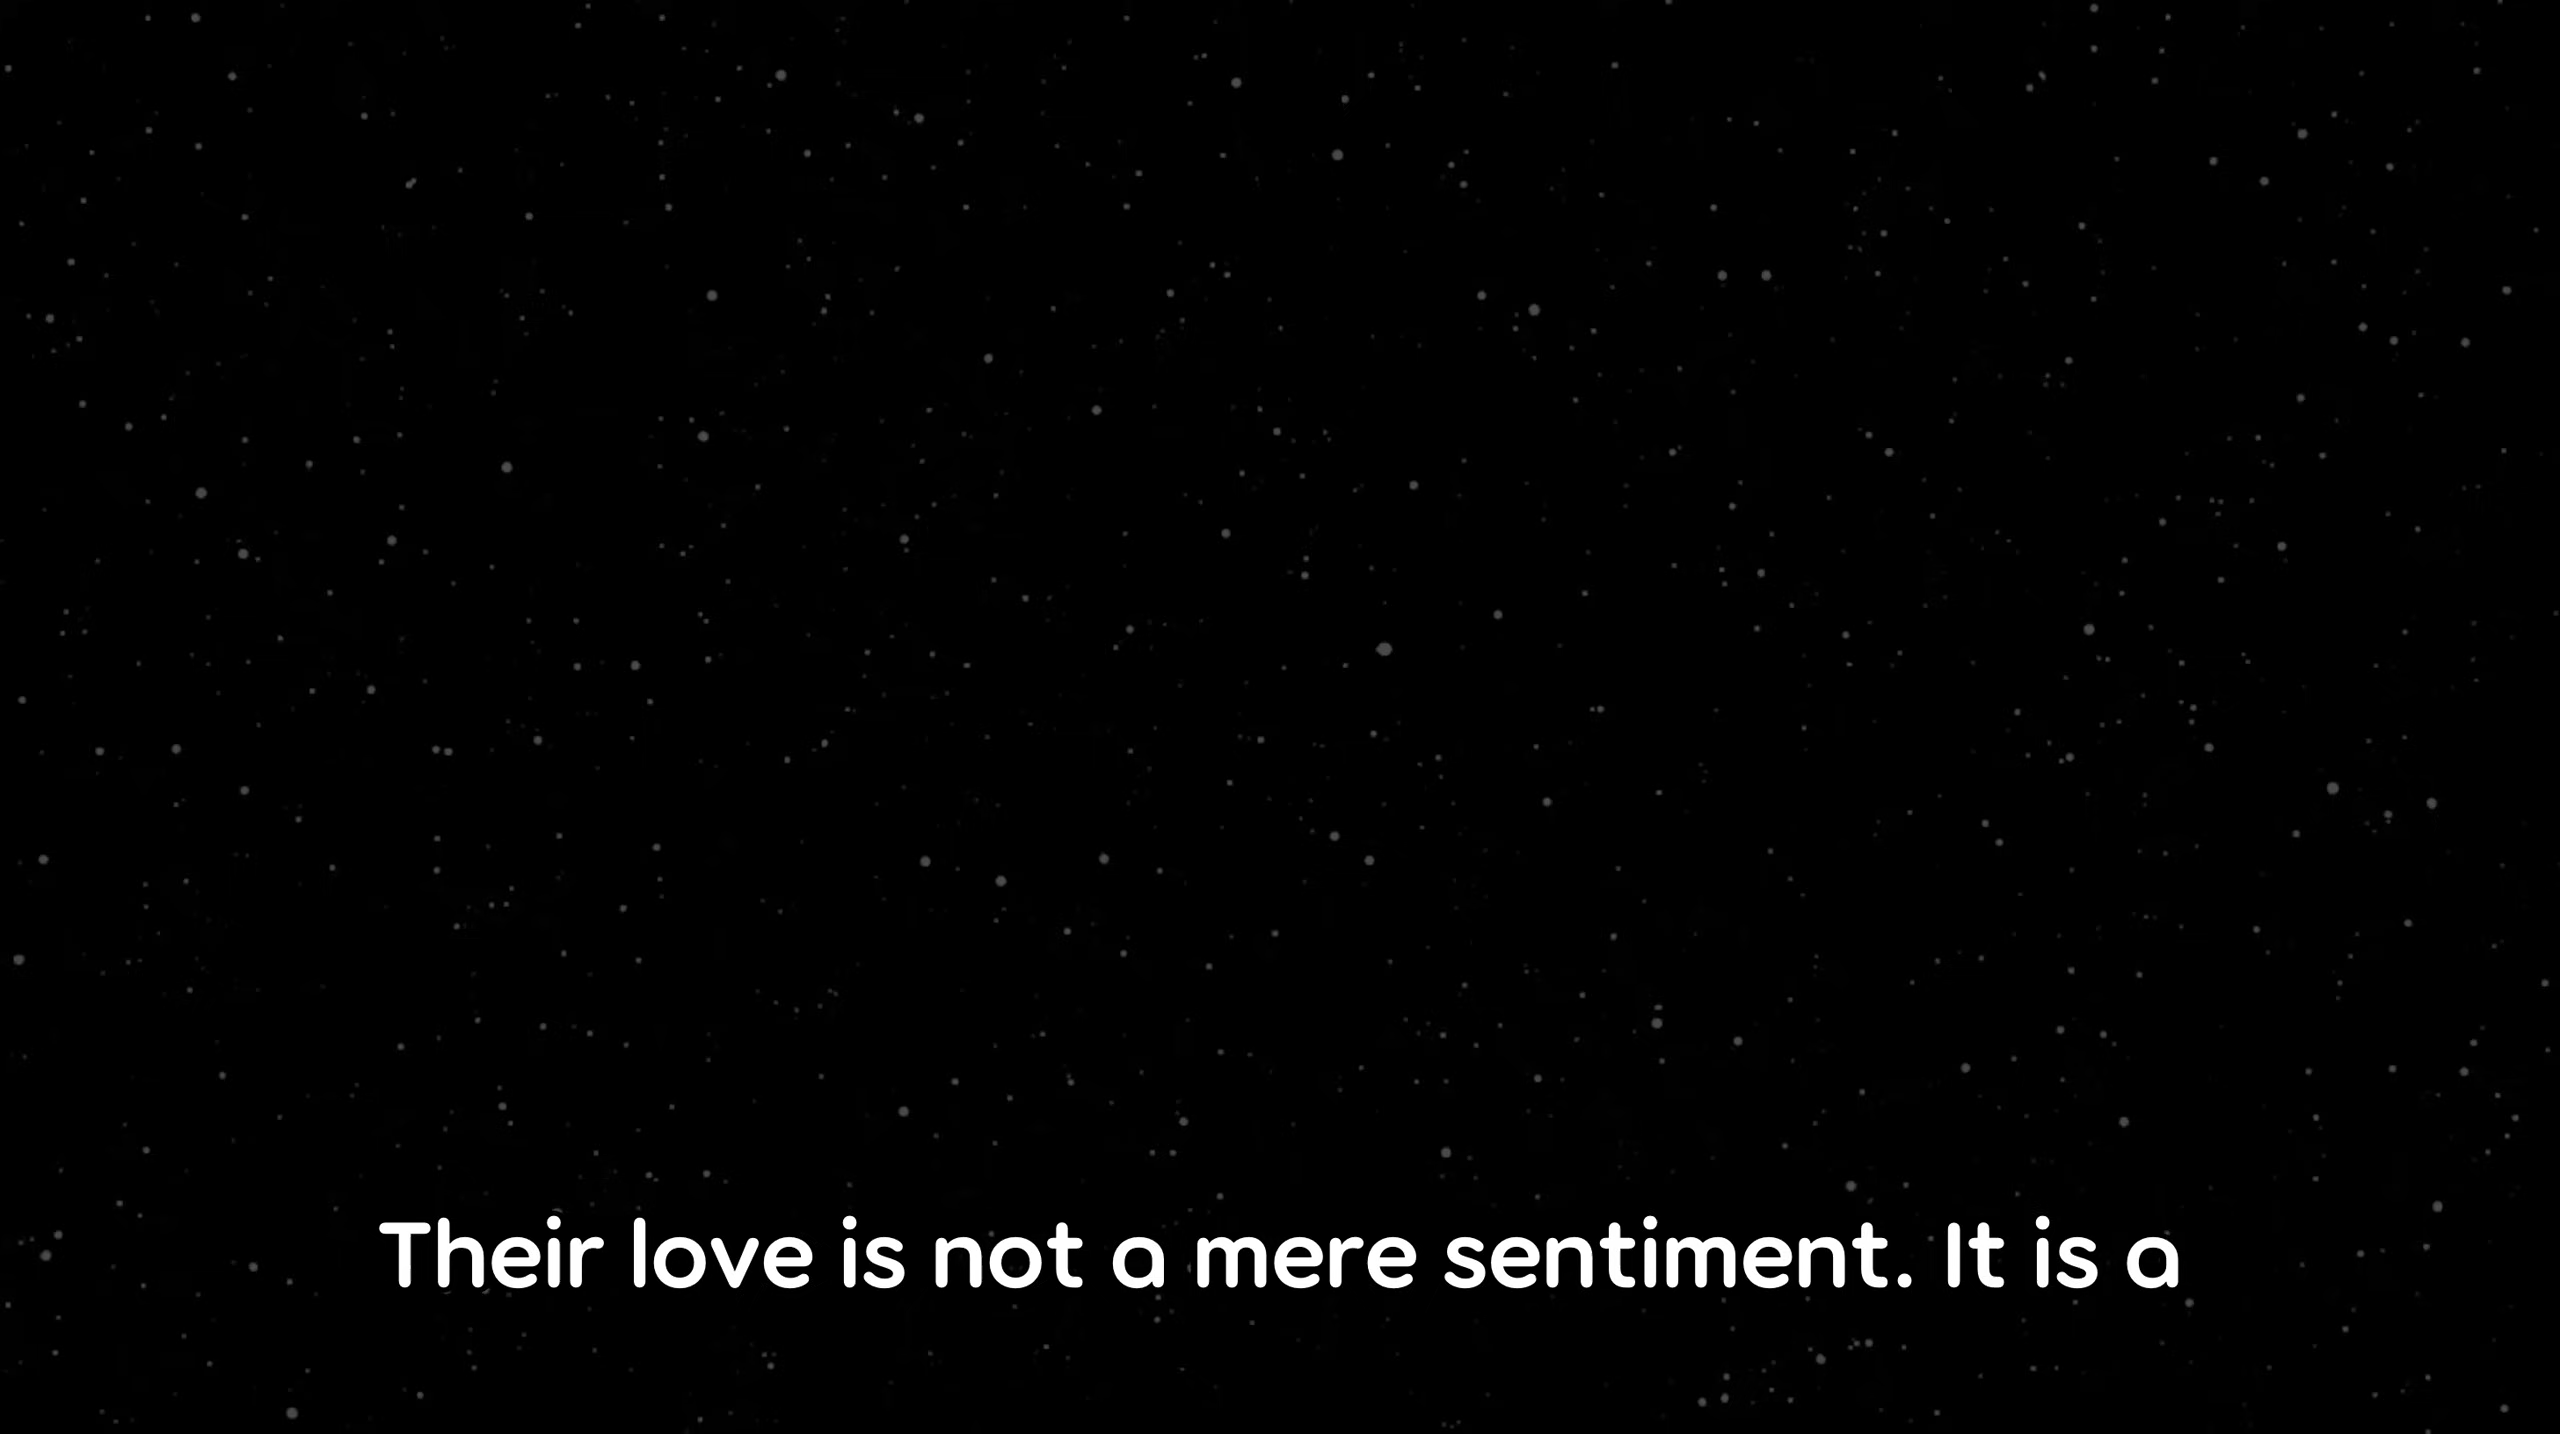 Their love is not a mere sentiment. It is a